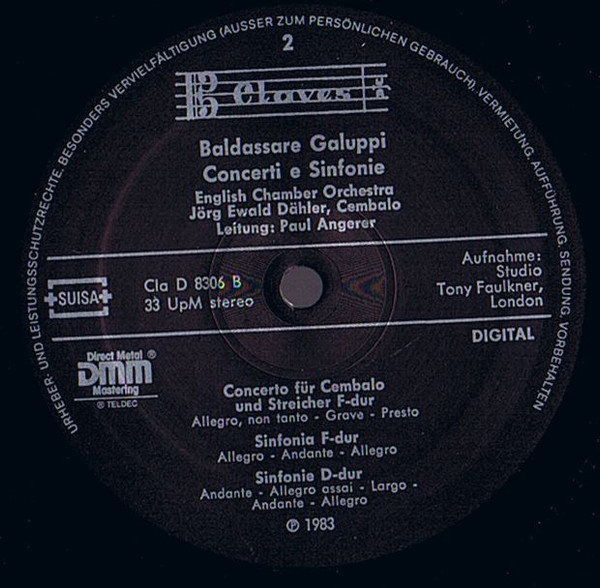 URHEBER- UND LEISTUNGSSCHUTZRECHTE, BESONDERS VERVIELFÄLTIGUNG (AUSSER ZUM PERSÖNLICHEN GEBRAUCH), VERMIETUNG, AUFFÜHRUNG, SENDUNG, VORBEHALTEN
2
Claves
Baldassare Galuppi
Concerti e Sinfonie
English Chamber Orchestra
Jörg Ewald Dähler, Cembalo
Leitung: Paul Angerer
SUISA
Cla D 8306 B
33 UpM stereo
Aufnahme:
Studio
Tony Faulkner,
London
DIGITAL
Direct Metal ®
DMM
Mastering
® TELDEC
Concerto für Cembalo
und Streicher F-dur
Allegro, non tanto - Grave - Presto
Sinfonia F-dur
Allegro - Andante - Allegro
Sinfonie D-dur
Andante - Allegro assai - Largo -
Andante - Allegro
℗ 1983